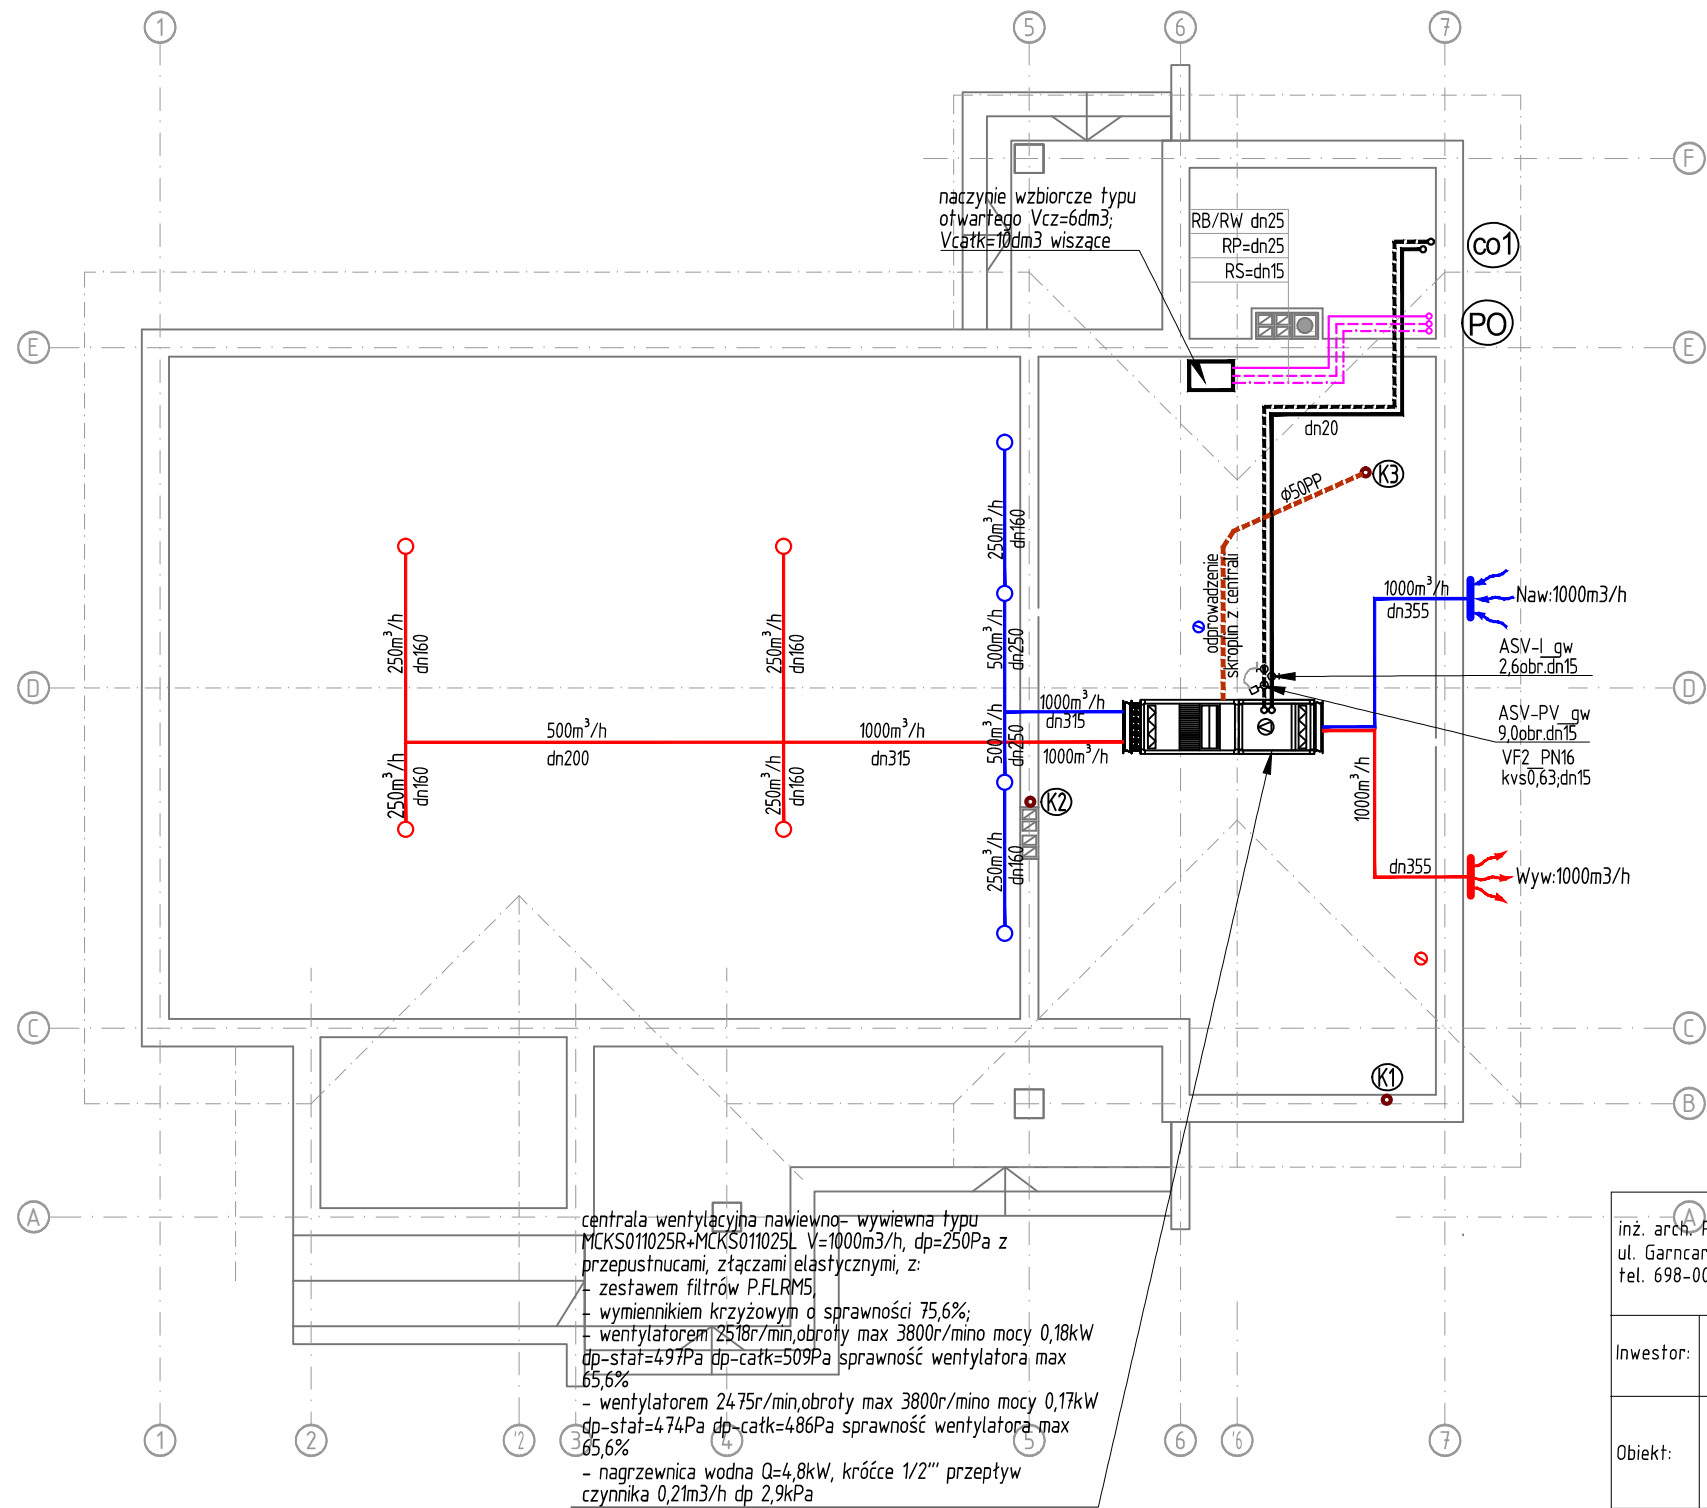 1
5
6
7
F
naczynie wzbiorcze typu
otwartego Vcz=6dm3;
Vcałk=10dm3 wiszące
RB/RW dn25
RP=dn25
RS=dn15
co1
PO
E
E
dn20
K3
Φ50PP
odprowadzenie
skroplin z centrali
250m³/h
dn160
250m³/h
dn160
250m³/h
dn160
500m³/h
dn250
1000m³/h
dn355
Naw:1000m3/h
ASV-I gw
2,6obr.dn15
D
D
1000m³/h
dn315
500m³/h
dn200
1000m³/h
dn315
500m³/h
dn250
1000m³/h
ASV-PV gw
9,0obr.dn15
VF2 PN16
kvs0,63;dn15
250m³/h
dn160
250m³/h
dn160
K2
1000m³/h
250m³/h
dn160
dn355
Wyw:1000m3/h
C
C
K1
B
A
A
centrala wentylacyjna nawiewno- wywiewna typu
MCKS011025R+MCKS011025L V=1000m3/h, dp=250Pa z
przepustnucami, złączami elastycznymi, z:
- zestawem filtrów P.FLRM5,
- wymiennikiem krzyżowym o sprawności 75,6%;
- wentylatorem 2518r/min,obroty max 3800r/mino mocy 0,18kW
dp-stat=497Pa dp-całk=509Pa sprawność wentylatora max
65,6%
- wentylatorem 2475r/min,obroty max 3800r/mino mocy 0,17kW
dp-stat=474Pa dp-całk=486Pa sprawność wentylatora max
65,6%
- nagrzewnica wodna Q=4,8kW, króćce 1/2"' przepływ
czynnika 0,21m3/h dp 2,9kPa
inż. arch.
ul. Garncar
tel. 698-00
Inwestor:
Obiekt:
1
2
'2
3
4
5
6
'6
7